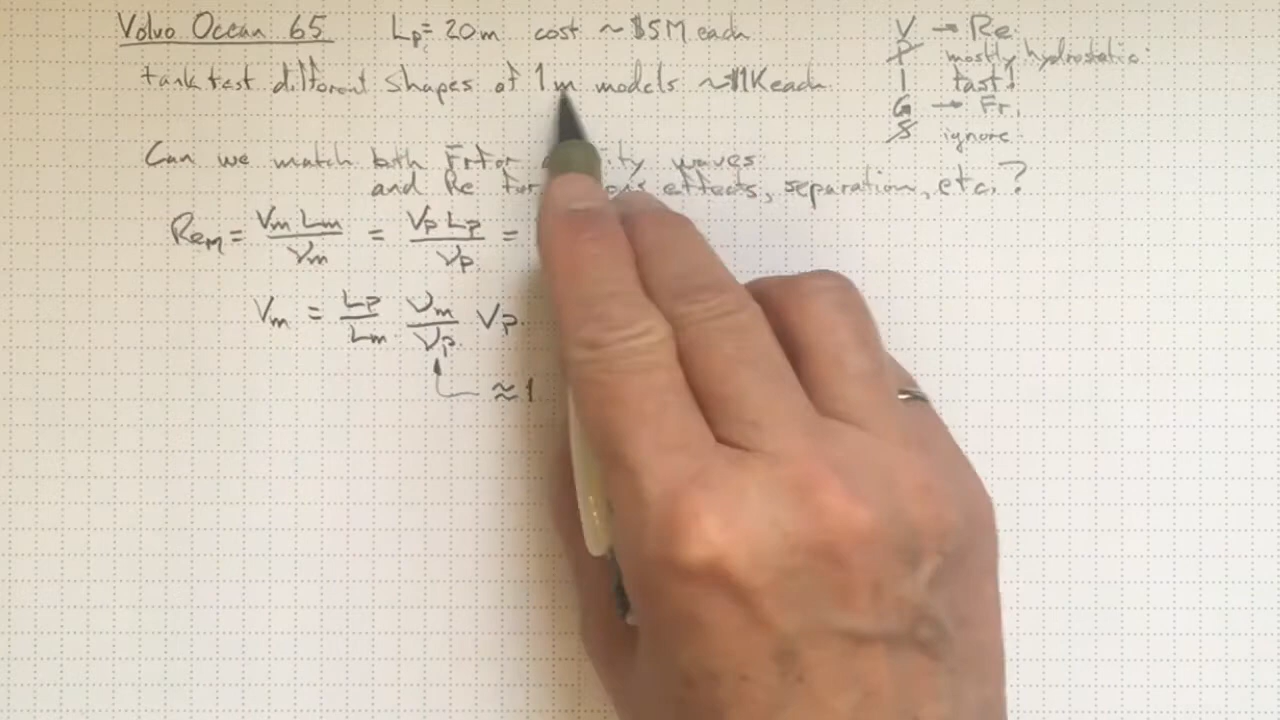 Volvo Ocean 65 Lp = 20m cost ~$5M each
tank test different shapes of 1m models ~$1K each
V → Re
P mostly hydrostatic
I fast!
G → Fr
S ignore
Can we match both Fr for waves
and Re for effects, separation, etc.?
Rem = Vm Lm / νm = Vp Lp / νp =
Vm = Lp / Lm νm / νp Vp
≈ 1